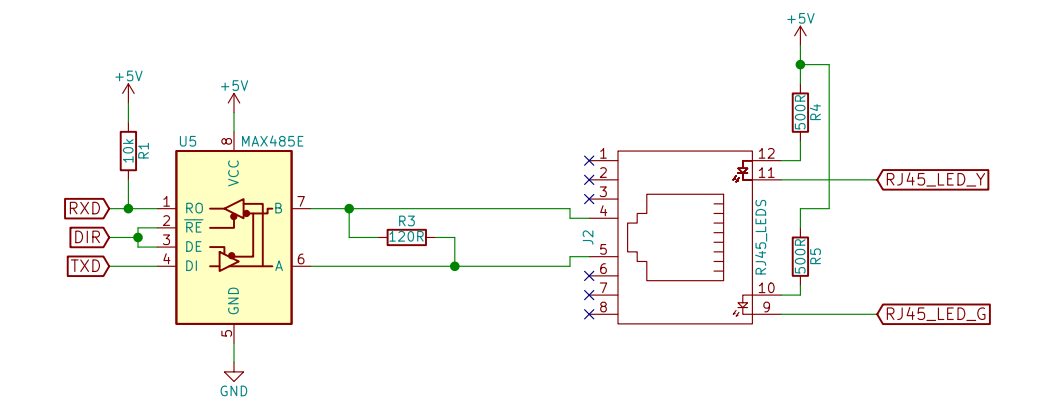 +5V
10k
R1
RXD
DIR
TXD
+5V
U5
MAX485E
8
VCC
1
RO
2
RE
3
DE
4
DI
B
7
A
6
GND
5
GND
R3
120R
J2
1
2
3
4
5
6
7
8
RJ45_LEDS
12
11
10
9
+5V
500R
R4
500R
R5
RJ45_LED_Y
RJ45_LED_G